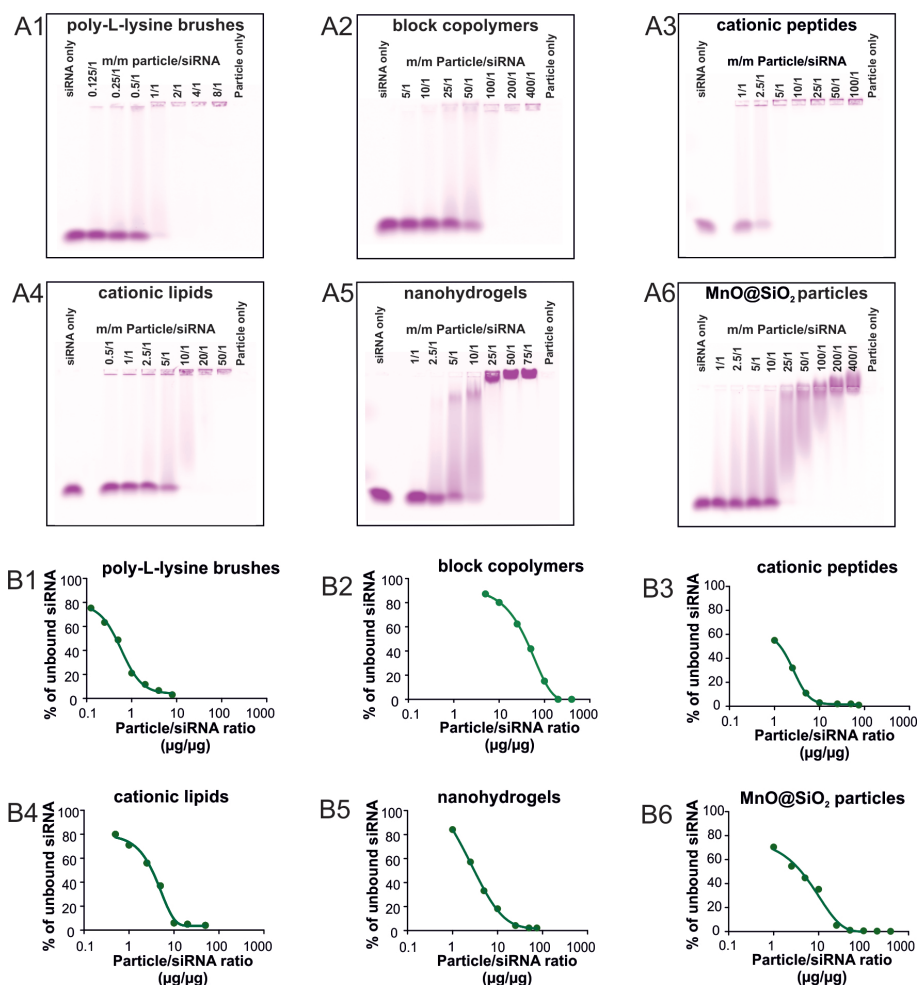 A1
poly-L-lysine brushes
siRNA only
m/m particle/siRNA
0.125/1
0.25/1
0.5/1
1/1
2/1
4/1
8/1
Particle only
A2
block copolymers
siRNA only
m/m Particle/siRNA
5/1
10/1
25/1
50/1
100/1
200/1
400/1
Particle only
A3
cationic peptides
siRNA only
m/m Particle/siRNA
1/1
2.5/1
5/1
10/1
25/1
50/1
100/1
Particle only
A4
cationic lipids
siRNA only
m/m Particle/siRNA
0.5/1
1/1
2.5/1
5/1
10/1
20/1
50/1
Particle only
A5
nanohydrogels
siRNA only
m/m Particle/siRNA
1/1
2.5/1
5/1
10/1
25/1
50/1
75/1
Particle only
A6
MnO@SiO₂ particles
siRNA only
m/m Particle/siRNA
1/1
2.5/1
5/1
10/1
25/1
50/1
100/1
200/1
400/1
Particle only
B1
poly-L-lysine brushes
% of unbound siRNA
100
80
60
40
20
0
0.1 1 10 100 1000
Particle/siRNA ratio
(µg/µg)
B2
block copolymers
% of unbound siRNA
100
80
60
40
20
0
0.1 1 10 100 1000
Particle/siRNA ratio
(µg/µg)
B3
cationic peptides
% of unbound siRNA
100
80
60
40
20
0
0.1 1 10 100 1000
Particle/siRNA ratio
(µg/µg)
B4
cationic lipids
% of unbound siRNA
100
80
60
40
20
0
0.1 1 10 100 1000
Particle/siRNA ratio
(µg/µg)
B5
nanohydrogels
% of unbound siRNA
100
80
60
40
20
0
0.1 1 10 100 1000
Particle/siRNA ratio
(µg/µg)
B6
MnO@SiO₂ particles
% of unbound siRNA
100
80
60
40
20
0
0.1 1 10 100 1000
Particle/siRNA ratio
(µg/µg)